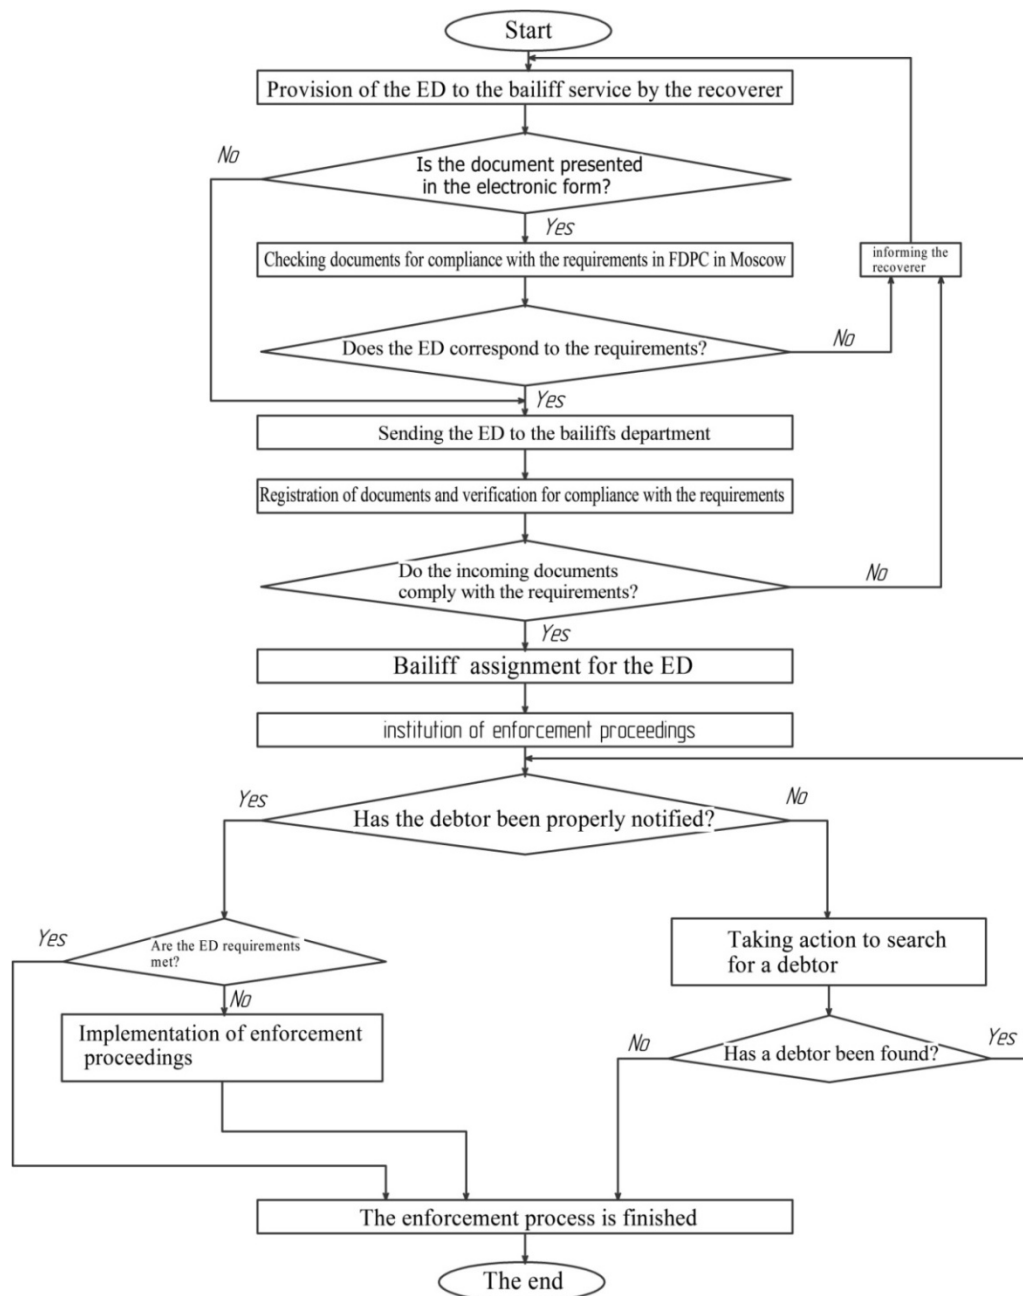 Start
Provision of the ED to the bailiff service by the recoverer
No
Is the document presented
in the electronic form?
Yes
Checking documents for compliance with the requirements in FDPC in Moscow
informing the
recoverer
Does the ED correspond to the requirements?
No
Yes
Sending the ED to the bailiffs department
Registration of documents and verification for compliance with the requirements
Do the incoming documents
comply with the requirements?
No
Yes
Bailiff assignment for the ED
institution of enforcement proceedings
Yes
Has the debtor been properly notified?
No
Yes
Are the ED requirements
met?
Taking action to search
for a debtor
No
Implementation of enforcement
proceedings
No
Has a debtor been found?
Yes
The enforcement process is finished
The end